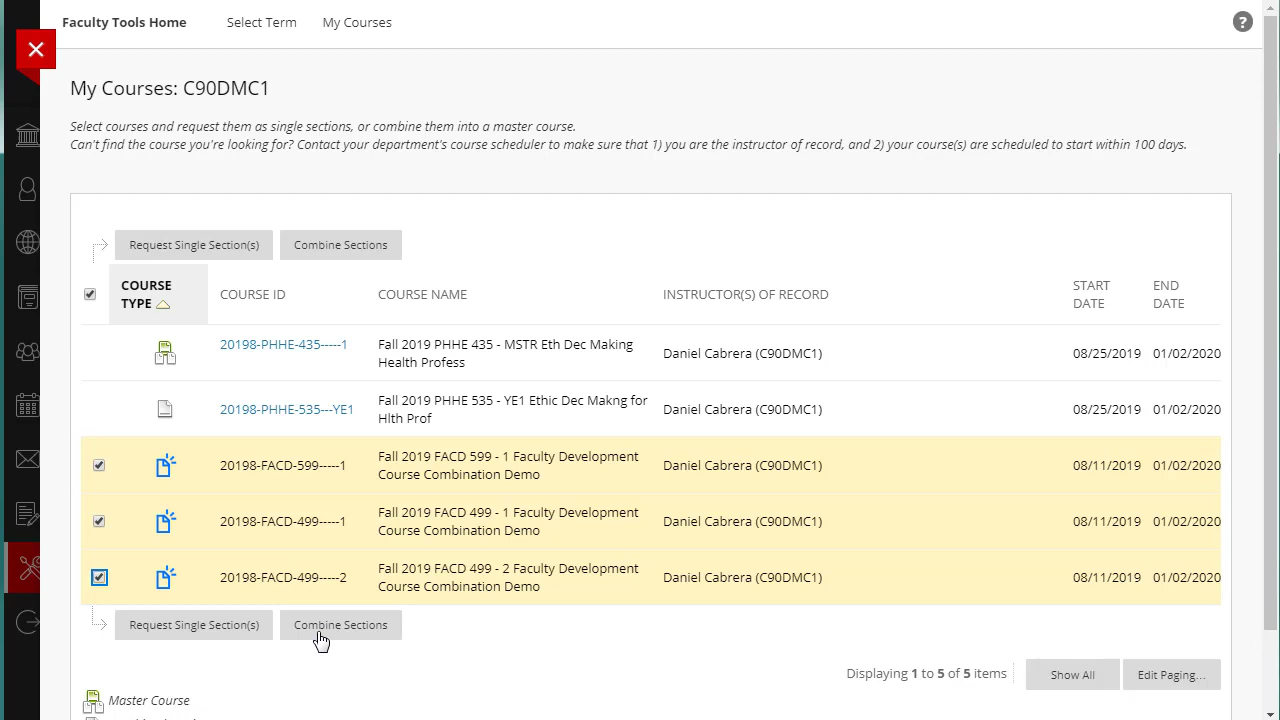 Faculty Tools Home Select Term My Courses ?
My Courses: C90DMC1
Select courses and request them as single sections, or combine them into a master course.
Can't find the course you're looking for? Contact your department's course scheduler to make sure that 1) you are the instructor of record, and 2) your course(s) are scheduled to start within 100 days.
Request Single Section(s) Combine Sections
COURSE TYPE COURSE ID COURSE NAME INSTRUCTOR(S) OF RECORD START DATE END DATE
20198-PHHE-435-----1 Fall 2019 PHHE 435 - MSTR Eth Dec Making Health Profess Daniel Cabrera (C90DMC1) 08/25/2019 01/02/2020
20198-PHHE-535---YE1 Fall 2019 PHHE 535 - YE1 Ethic Dec Makng for Hlth Prof Daniel Cabrera (C90DMC1) 08/25/2019 01/02/2020
20198-FACD-599-----1 Fall 2019 FACD 599 - 1 Faculty Development Course Combination Demo Daniel Cabrera (C90DMC1) 08/11/2019 01/02/2020
20198-FACD-499-----1 Fall 2019 FACD 499 - 1 Faculty Development Course Combination Demo Daniel Cabrera (C90DMC1) 08/11/2019 01/02/2020
20198-FACD-499-----2 Fall 2019 FACD 499 - 2 Faculty Development Course Combination Demo Daniel Cabrera (C90DMC1) 08/11/2019 01/02/2020
Request Single Section(s) Combine Sections
Displaying 1 to 5 of 5 items Show All Edit Paging...
Master Course